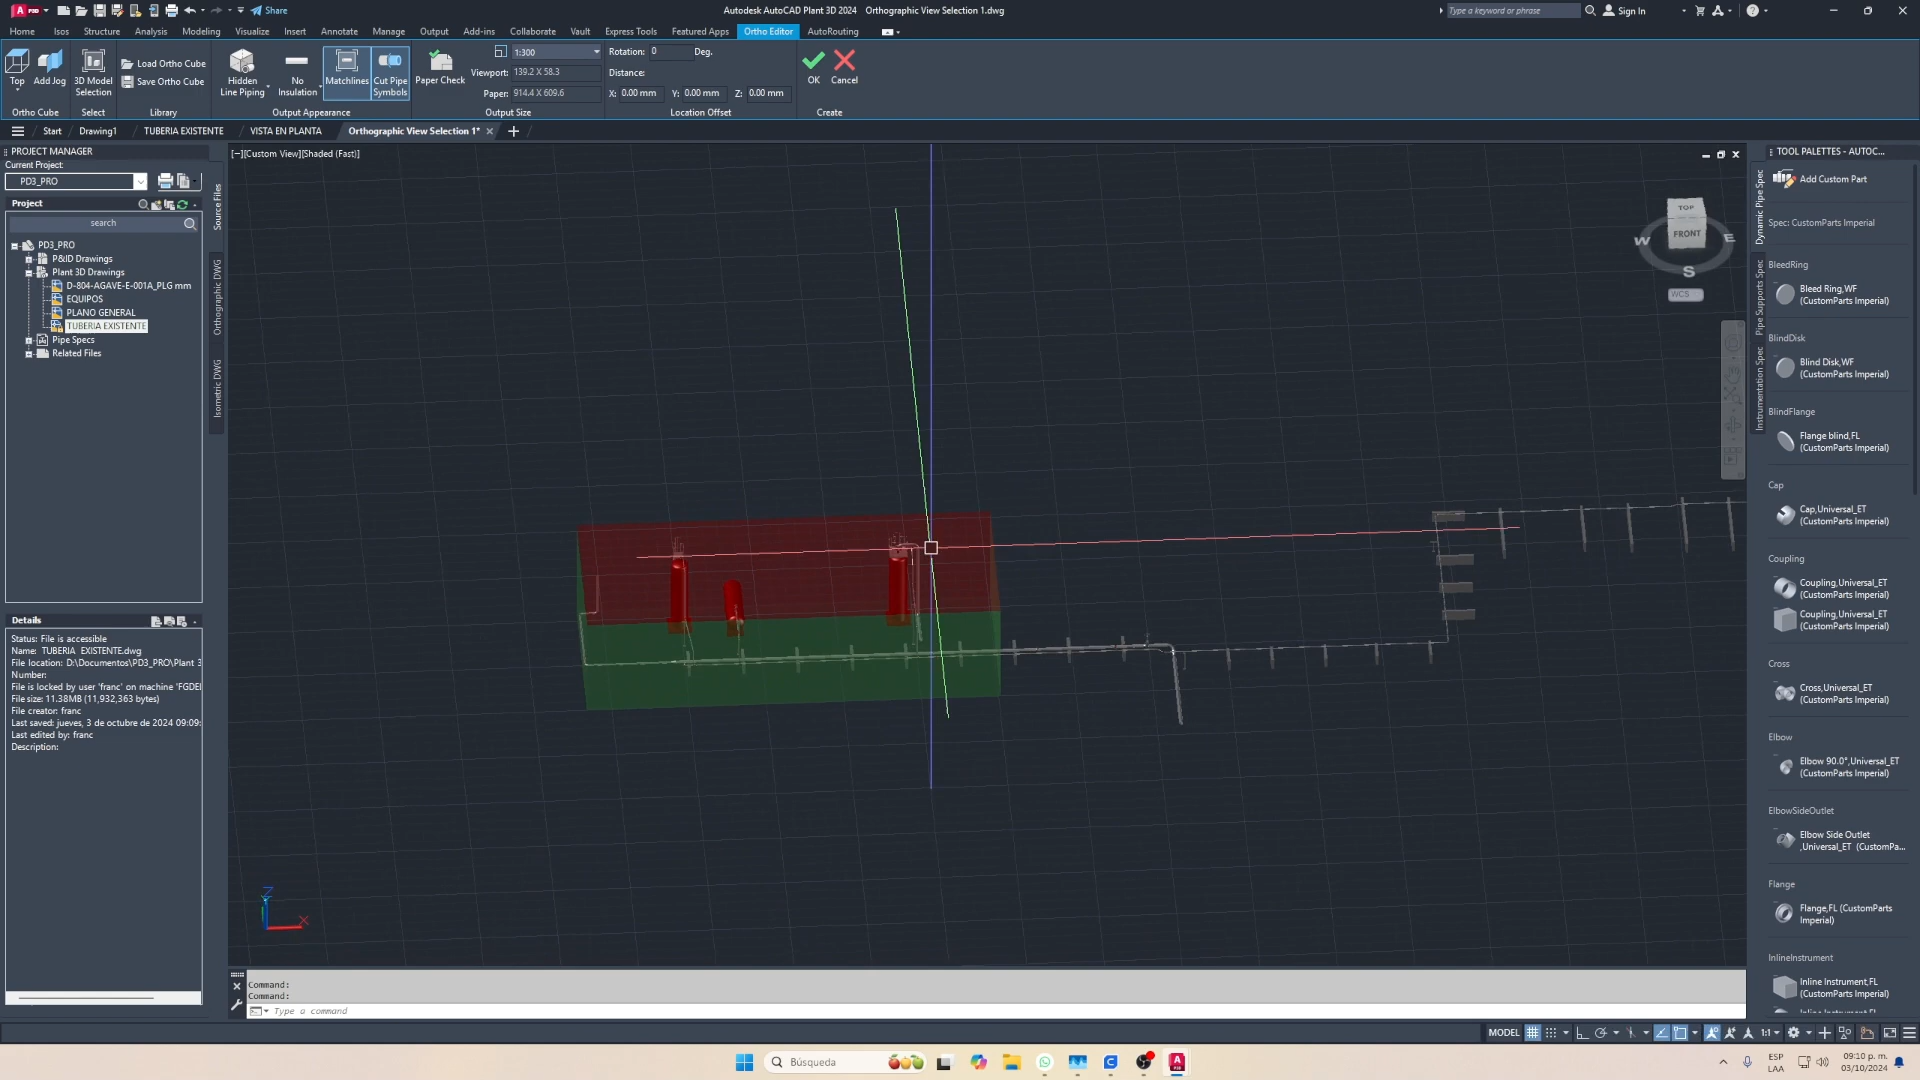 Share
Autodesk AutoCAD Plant 3D 2024 Orthographic View Selection 1.dwg
Type a keyword or phrase
Sign In
Home Isos Structure Analysis Modeling Visualize Insert Annotate Manage Output Add-ins Collaborate Vault Express Tools Featured Apps Ortho Editor AutoRouting
Top
Add Jog
3D Model
Selection
Load Ortho Cube
Save Ortho Cube
Hidden
Line Piping
No
Insulation
Matchlines
Cut Pipe
Symbols
Paper Check
1:300
Viewport: 139.2 X 58.3
Paper: 914.4 X 609.6
Rotation: 0 Deg.
Distance:
X: 0.00 mm Y: 0.00 mm Z: 0.00 mm
OK
Cancel
Ortho Cube Select Library Output Appearance Output Size Location Offset Create
Start Drawing1 TUBERIA EXISTENTE VISTA EN PLANTA Orthographic View Selection 1*
PROJECT MANAGER
Current Project:
PD3_PRO
Project
search
PD3_PRO
P&ID Drawings
Plant 3D Drawings
D-804-AGAVE-E-001A_PLG mm
EQUIPOS
PLANO GENERAL
TUBERIA EXISTENTE
Pipe Specs
Related Files
Source Files
Orthographic DWG
Isometric DWG
Details
Status: File is accessible
Name: TUBERIA EXISTENTE.dwg
File location: D:\Documentos\PD3_PRO\Plant 3
Number:
File is locked by user 'franc' on machine 'FGDEI
File size: 11.38MB (11,932,363 bytes)
File creator: franc
Last saved: jueves, 3 de octubre de 2024 09:09:
Last edited by: franc
Description:
[−][Custom View][Shaded (Fast)]
TOP
FRONT
W
E
S
WCS
Z
X
TOOL PALETTES - AUTOC...
Dynamic Pipe Spec
Pipe Supports Spec
Instrumentation Spec
Add Custom Part
Spec: CustomParts Imperial
BleedRing
Bleed Ring,WF
(CustomParts Imperial)
BlindDisk
Blind Disk,WF
(CustomParts Imperial)
BlindFlange
Flange blind,FL
(CustomParts Imperial)
Cap
Cap,Universal_ET
(CustomParts Imperial)
Coupling
Coupling,Universal_ET
(CustomParts Imperial)
Coupling,Universal_ET
(CustomParts Imperial)
Cross
Cross,Universal_ET
(CustomParts Imperial)
Elbow
Elbow 90.0°,Universal_ET
(CustomParts Imperial)
ElbowSideOutlet
Elbow Side Outlet
,Universal_ET (CustomPa...
Flange
Flange,FL (CustomParts
Imperial)
InlineInstrument
Inline Instrument,FL
(CustomParts Imperial)
Command:
Command:
Type a command
MODEL
1:1
Búsqueda
ESP
LAA
09:10 p. m.
03/10/2024